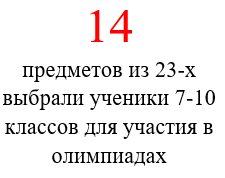 14
предметов из 23-х
выбрали ученики 7-10
классов для участия в
олимпиадах